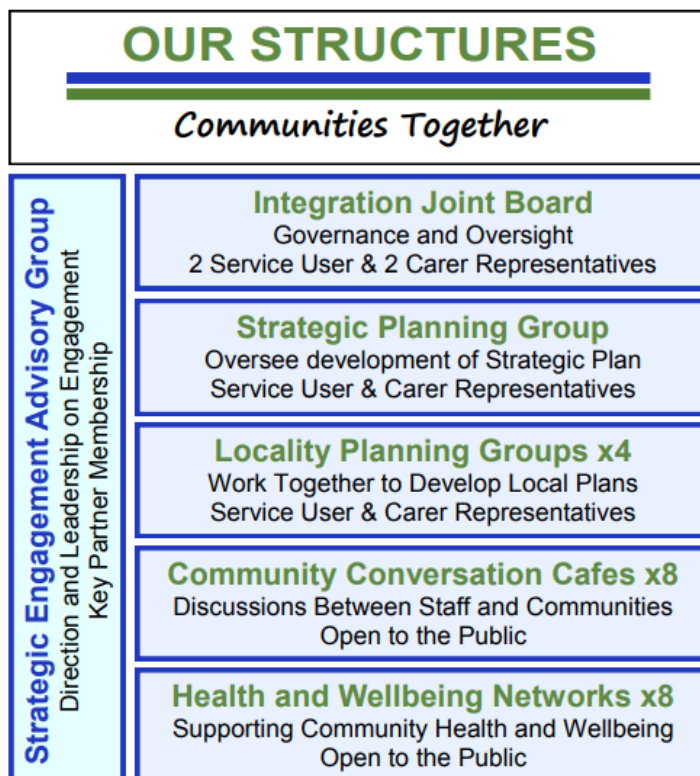 OUR STRUCTURES
Communities Together
Strategic Engagement Advisory Group
Direction and Leadership on Engagement
Key Partner Membership
Integration Joint Board
Governance and Oversight
2 Service User & 2 Carer Representatives
Strategic Planning Group
Oversee development of Strategic Plan
Service User & Carer Representatives
Locality Planning Groups x4
Work Together to Develop Local Plans
Service User & Carer Representatives
Community Conversation Cafes x8
Discussions Between Staff and Communities
Open to the Public
Health and Wellbeing Networks x8
Supporting Community Health and Wellbeing
Open to the Public